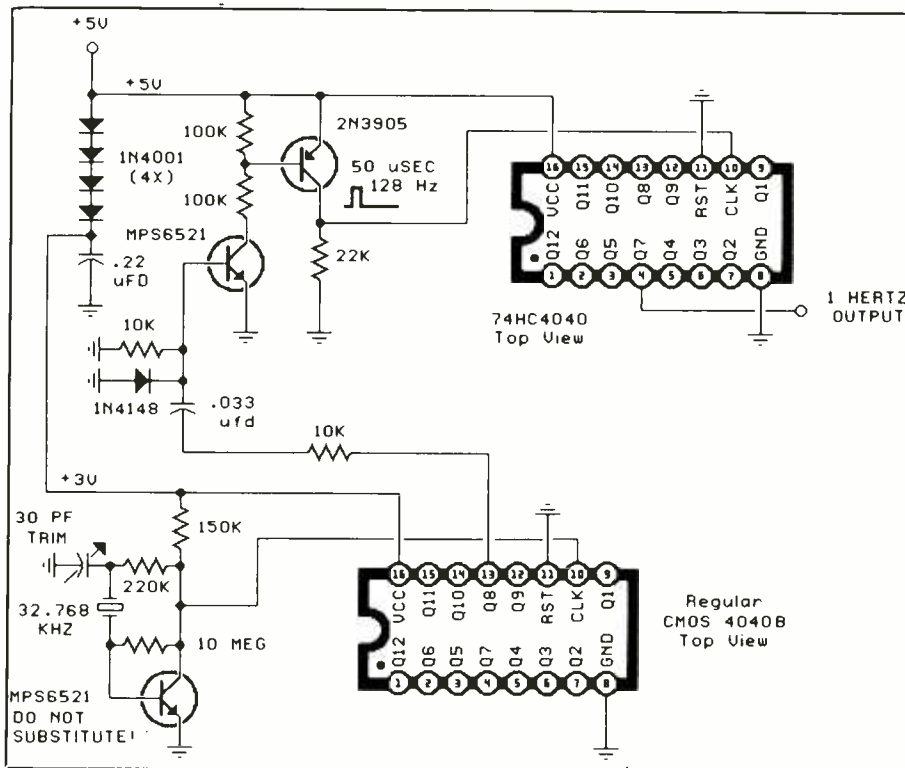 +5V
+5V
100K
2N3905
1N4001
(4X)
50 uSEC
128 Hz
100K
MPS6521
.22
uFD
22K
16 15 14 13 12 11 10 9
VCC Q11 Q10 Q8 Q9 RST CLK Q1
Q12 Q6 Q5 Q7 Q4 Q3 Q2 GND
1 2 3 4 5 6 7 8
74HC4040
Top View
1 HERTZ
OUTPUT
10K
1N4148
.033
ufd
10K
+3V
30 PF
TRIM
150K
220K
32.768
KHZ
10 MEG
MPS6521
DO NOT
SUBSTITUTE!
16 15 14 13 12 11 10 9
VCC Q11 Q10 Q8 Q9 RST CLK Q1
Q12 Q6 Q5 Q7 Q4 Q3 Q2 GND
1 2 3 4 5 6 7 8
Regular
CMOS 4040B
Top View